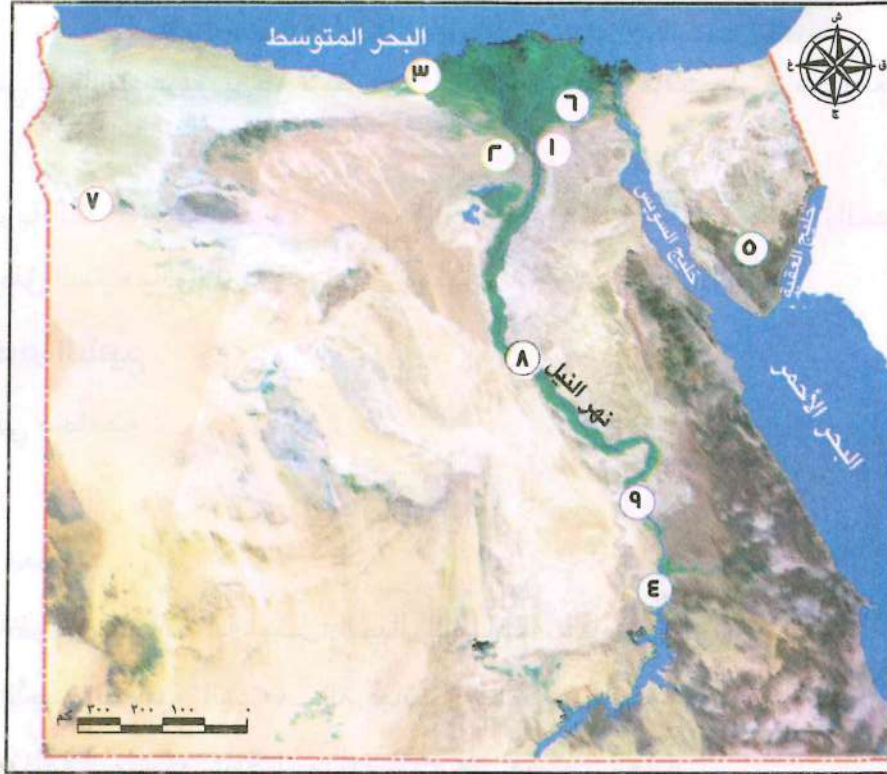 البحر المتوسط
ش
غ
ق
ج
٣
٦
١
٢
٧
خليج السويس
٥
خليج العقبة
٨
نهر النيل
البحر الأحمر
٩
٤
٣٠٠ ٢٠٠ ١٠٠ ٠
كم